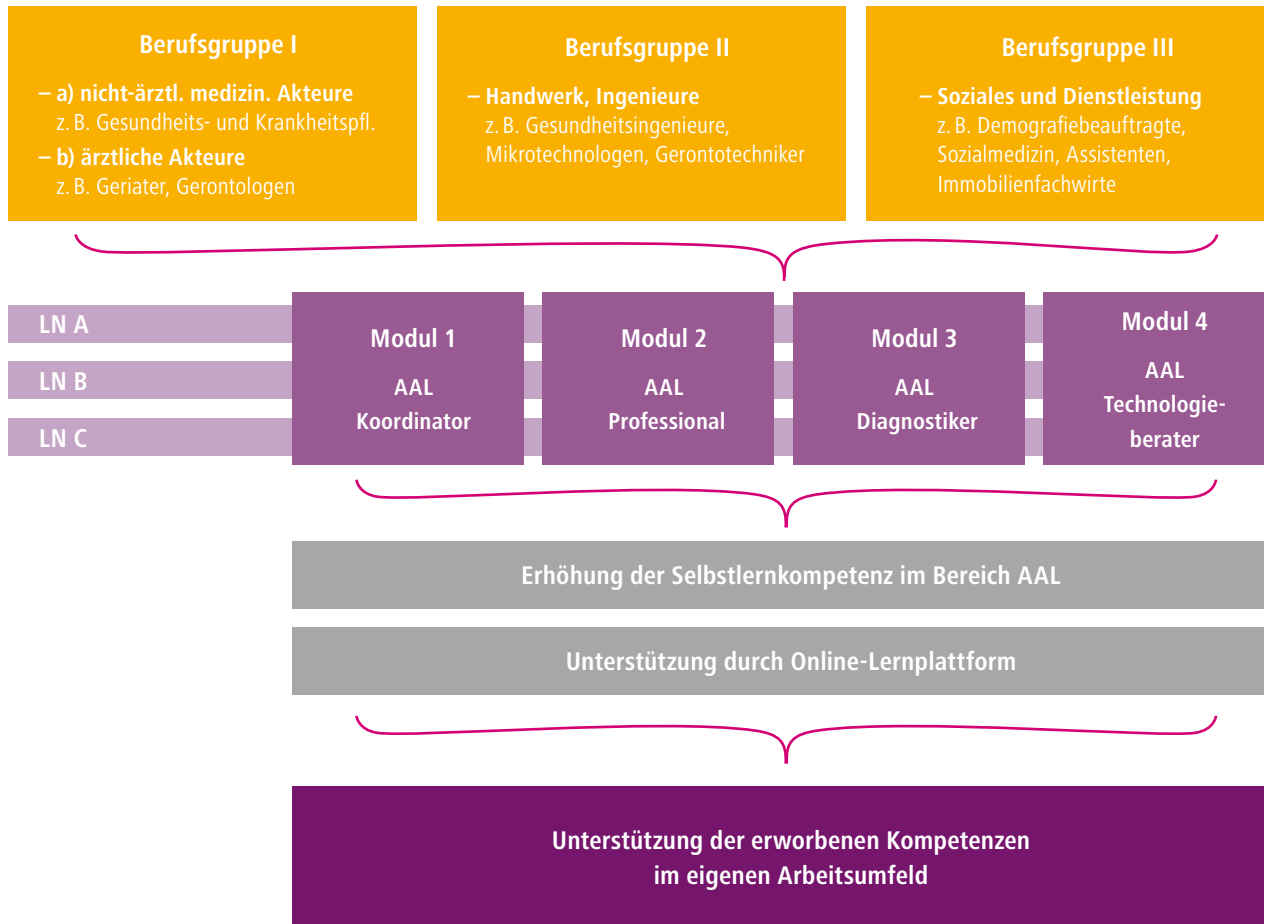 Berufsgruppe I
– a) nicht-ärztl. medizin. Akteure
z. B. Gesundheits- und Krankheitspfl.
– b) ärztliche Akteure
z. B. Geriater, Gerontologen
Berufsgruppe II
– Handwerk, Ingenieure
z. B. Gesundheitsingenieure,
Mikrotechnologen, Gerontotechniker
Berufsgruppe III
– Soziales und Dienstleistung
z. B. Demografiebeauftragte,
Sozialmedizin, Assistenten,
Immobilienfachwirte
LN A
LN B
LN C
Modul 1
AAL
Koordinator
Modul 2
AAL
Professional
Modul 3
AAL
Diagnostiker
Modul 4
AAL
Technologie-
berater
Erhöhung der Selbstlernkompetenz im Bereich AAL
Unterstützung durch Online-Lernplattform
Unterstützung der erworbenen Kompetenzen
im eigenen Arbeitsumfeld